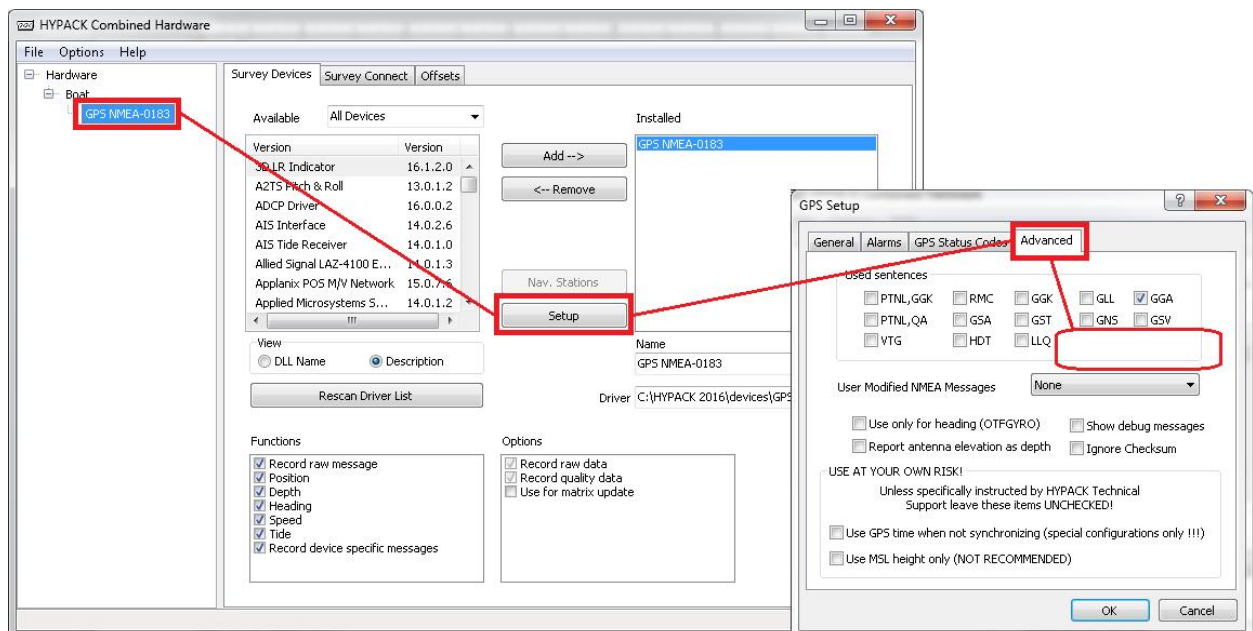 HYPACK Combined Hardware
File Options Help
Hardware
Boat
GPS NMEA-0183
Survey Devices Survey Connect Offsets
Available All Devices
Version Version
3D LR Indicator 16.1.2.0
A2TS Pitch & Roll 13.0.1.2
ADCP Driver 16.0.0.2
AIS Interface 14.0.2.6
AIS Tide Receiver 14.0.1.0
Allied Signal LAZ-4100 E... 14.0.1.3
Applanix POS M/V Network 15.0.7.6
Applied Microsystems S... 14.0.1.2
View
DLL Name Description
Rescan Driver List
Functions
Record raw message
Position
Depth
Heading
Speed
Tide
Record device specific messages
Add -->
<-- Remove
Nav. Stations
Setup
Options
Record raw data
Record quality data
Use for matrix update
Installed
GPS NMEA-0183
Name
GPS NMEA-0183
Driver C:\HYPACK 2016\devices\GPS
GPS Setup
General Alarms GPS Status Codes Advanced
Used sentences
PTNL,GGK RMC GGK GLL GGA
PTNL,QA GSA GST GNS GSV
VTG HDT LLQ
User Modified NMEA Messages None
Use only for heading (OTFGYRO) Show debug messages
Report antenna elevation as depth Ignore Checksum
USE AT YOUR OWN RISK!
Unless specifically instructed by HYPACK Technical
Support leave these items UNCHECKED!
Use GPS time when not synchronizing (special configurations only !!!)
Use MSL height only (NOT RECOMMENDED)
OK Cancel